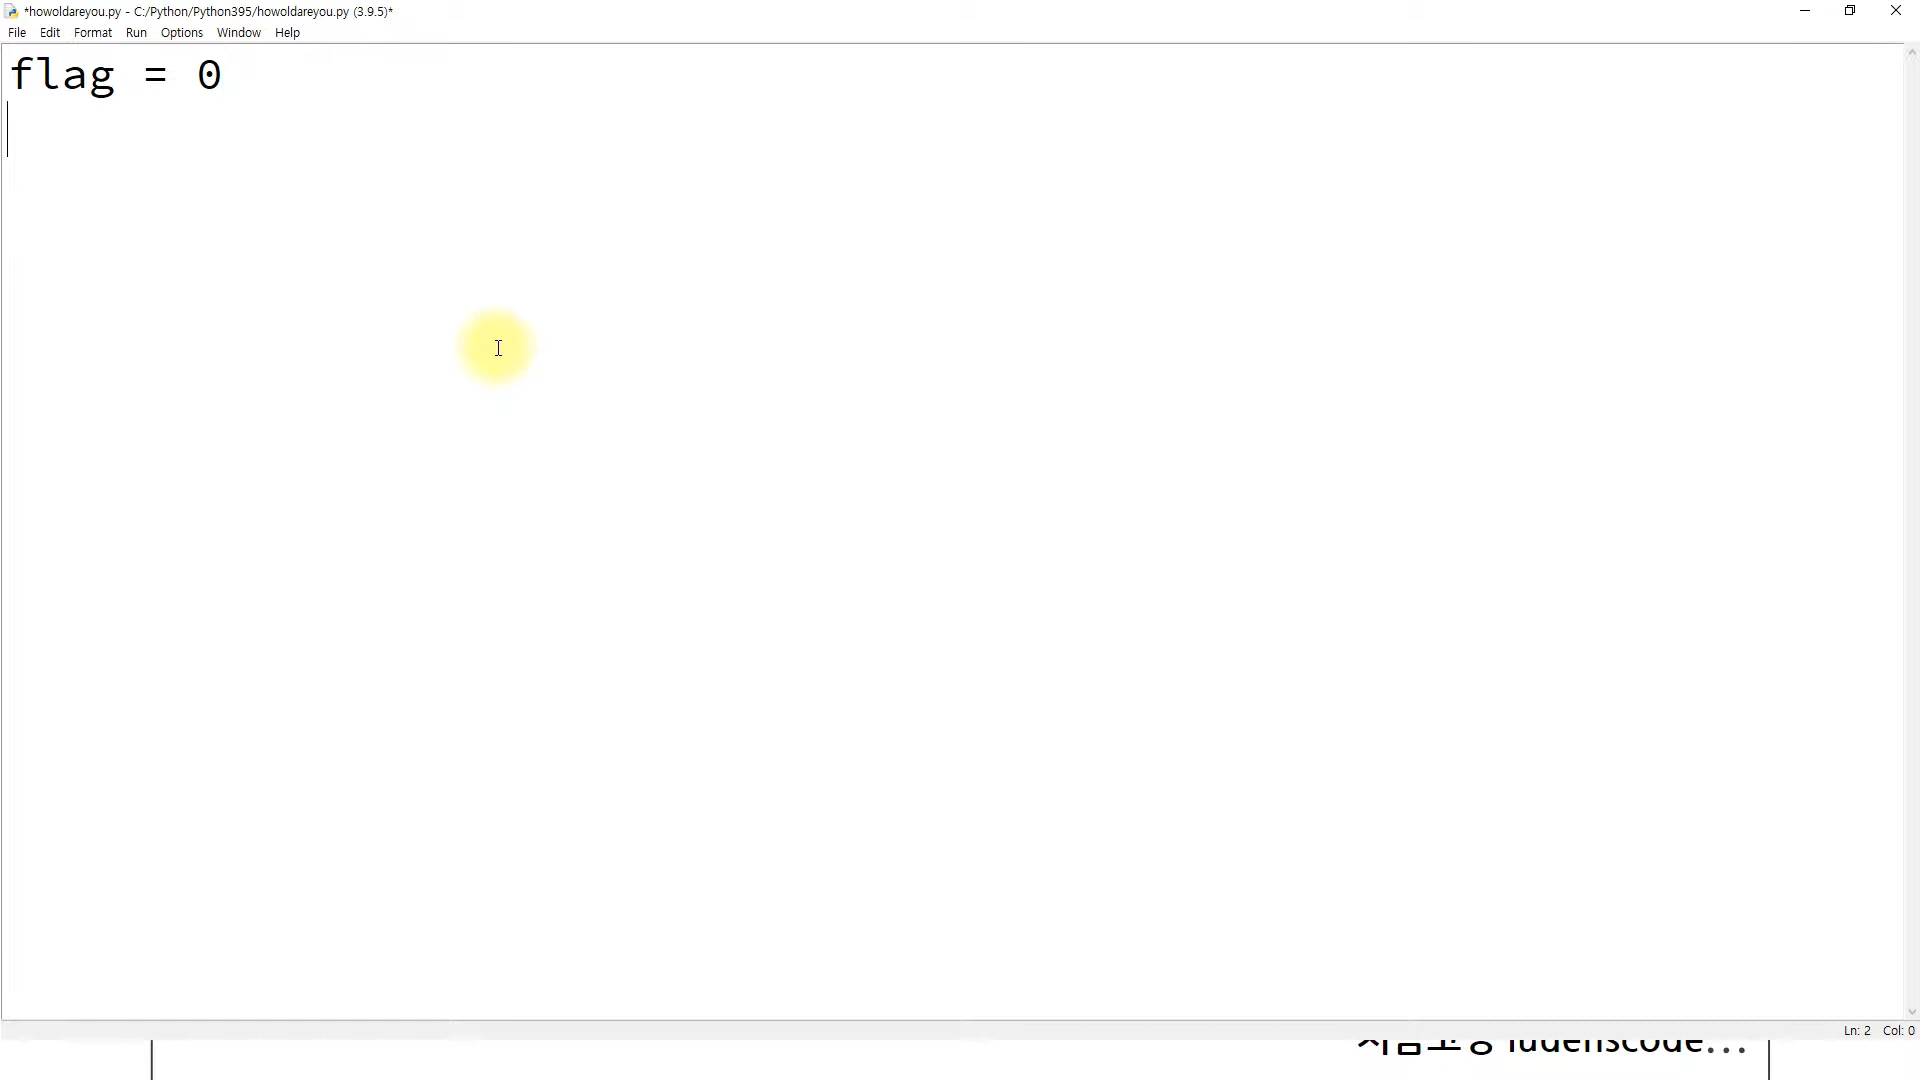 *howoldareyou.py - C:/Python/Python395/howoldareyou.py (3.9.5)*
File Edit Format Run Options Window Help
flag = 0
Ln: 2 Col: 0
ludenscode...